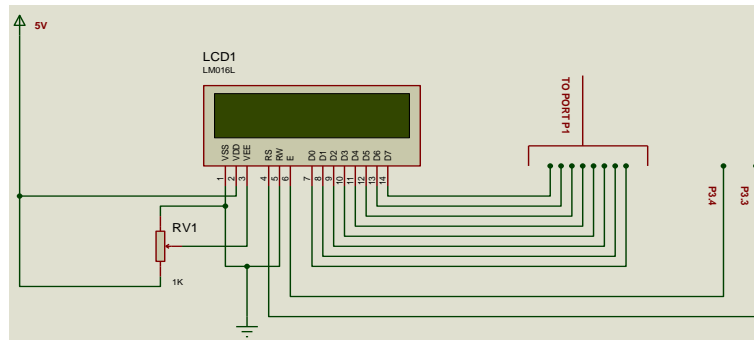 5V
LCD1
LM016L
VSS
VDD
VEE
RS
RW
E
D0
D1
D2
D3
D4
D5
D6
D7
1
2
3
4
5
6
7
8
9
10
11
12
13
14
TO PORT P1
P3.4
P3.3
RV1
1K